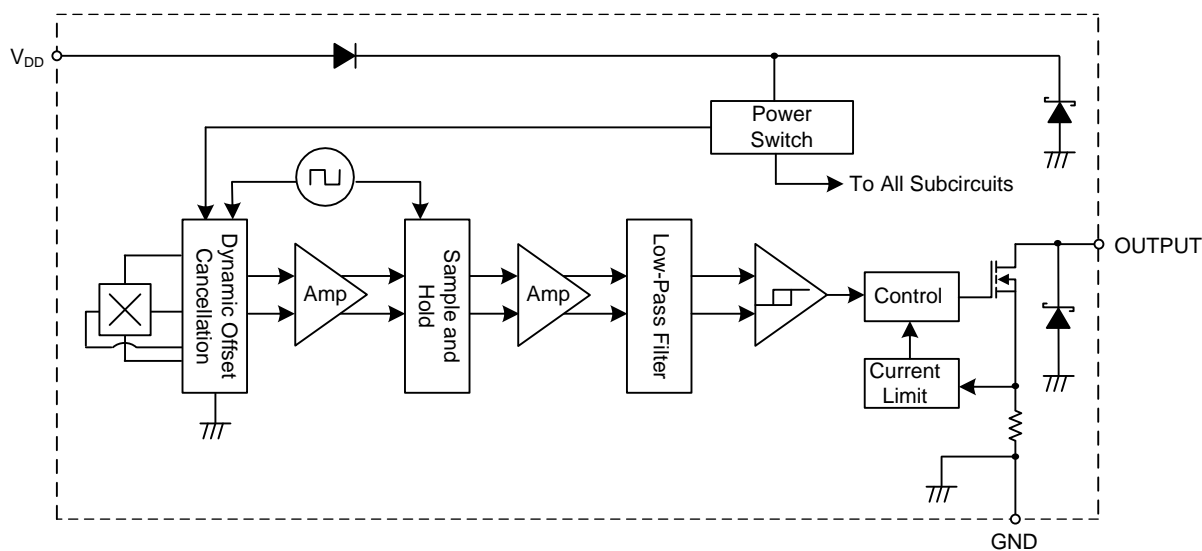 VDD
Power
Switch
To All Subcircuits
Dynamic Offset
Cancellation
Amp
Sample and
Hold
Amp
Low-Pass Filter
Control
Current
Limit
OUTPUT
GND